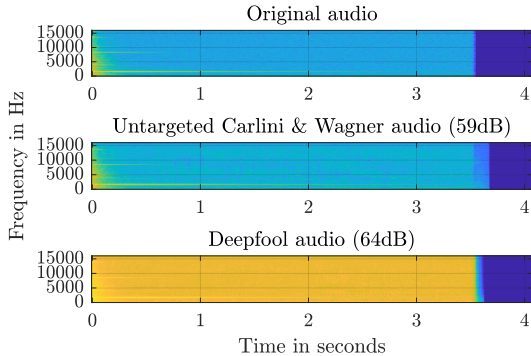 Original audio
15000
10000
5000
0
0 1 2 3 4
Untargeted Carlini & Wagner audio (59dB)
15000
10000
5000
0
0 1 2 3 4
Deepfool audio (64dB)
15000
10000
5000
0
0 1 2 3 4
Frequency in Hz
Time in seconds